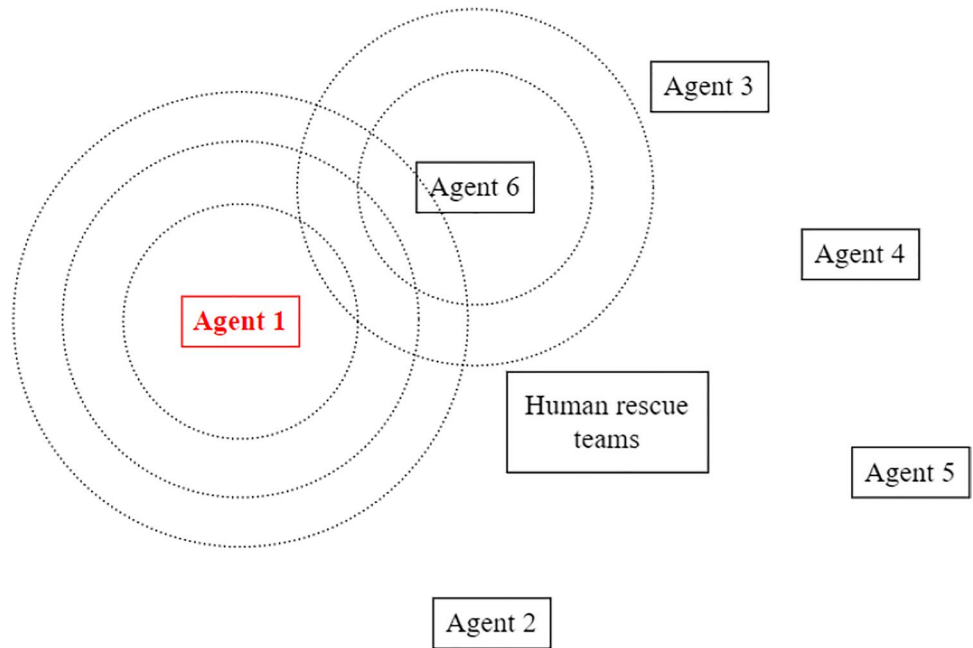 Agent 3
Agent 6
Agent 4
Agent 1
Human rescue
teams
Agent 5
Agent 2